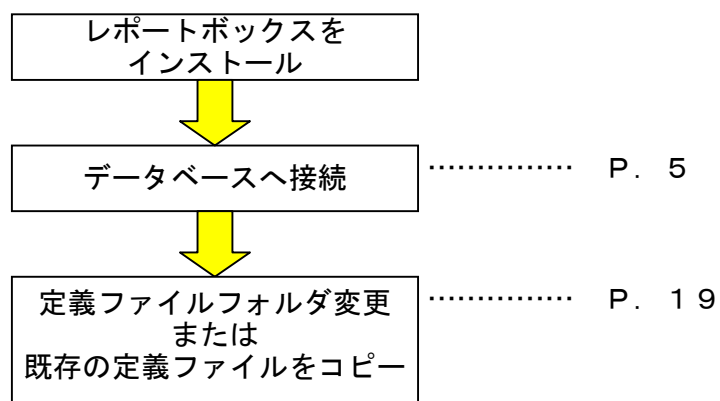 レポートボックスを
インストール
データベースへ接続 ･･･････････････ Ｐ．５
定義ファイルフォルダ変更 ･･･････････････ Ｐ．１９
または
既存の定義ファイルをコピー